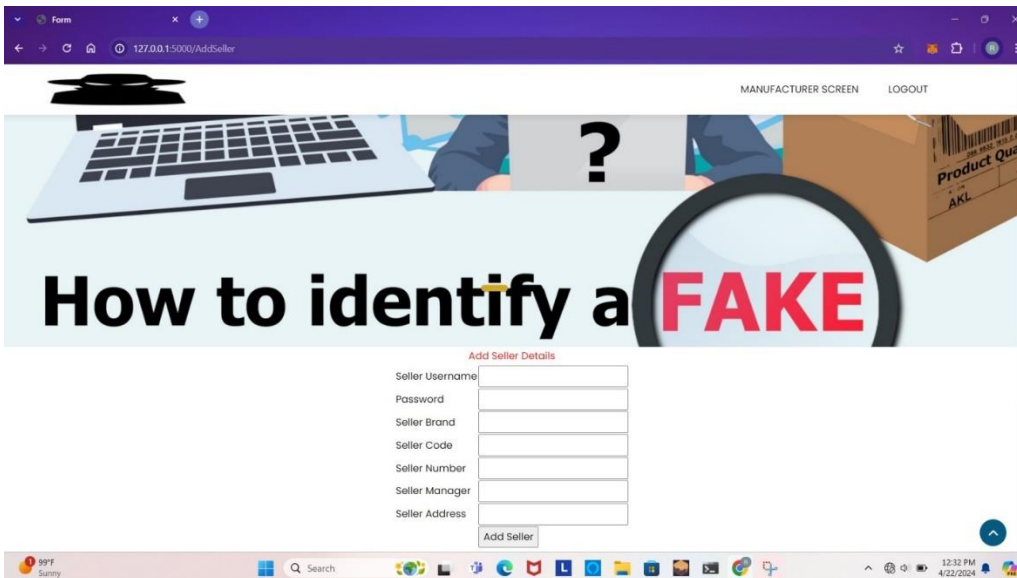 Form
127.0.0.1:5000/AddSeller
MANUFACTURER SCREEN LOGOUT
?
Product Qua
AKL
How to identify a FAKE
Add Seller Details
Seller Username
Password
Seller Brand
Seller Code
Seller Number
Seller Manager
Seller Address
Add Seller
1
99°F
Sunny
Search
12:32 PM
4/22/2024